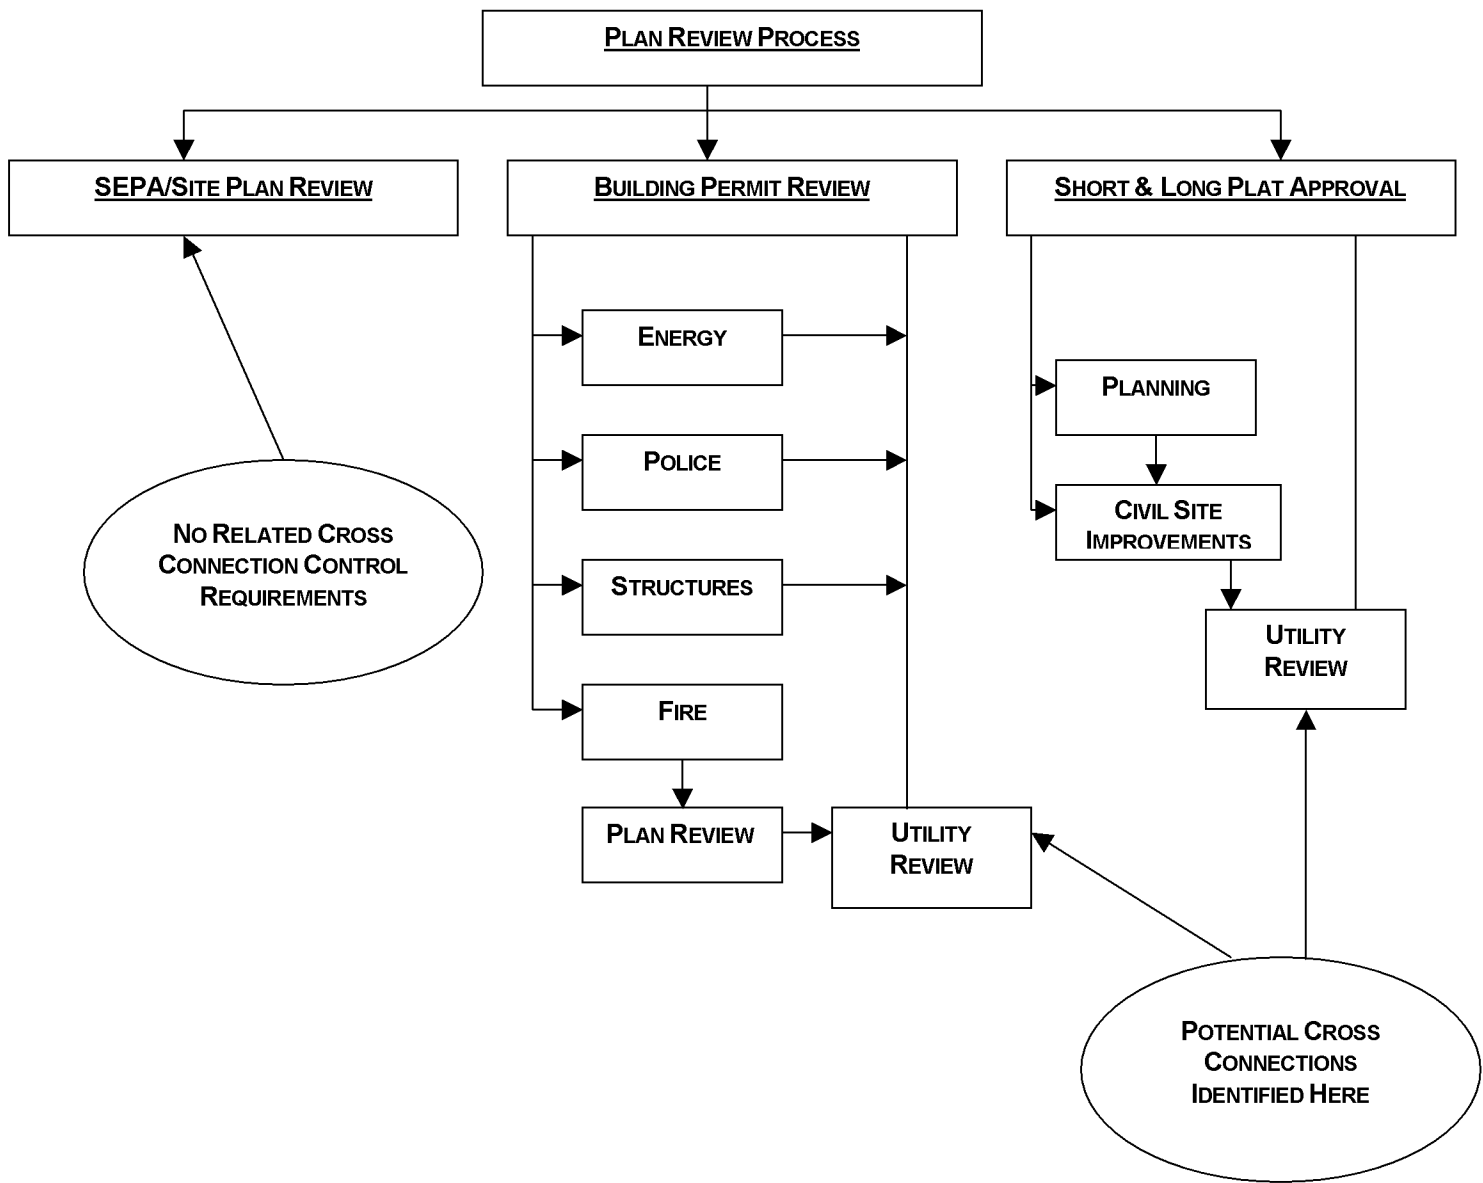 PLAN REVIEW PROCESS
SEPA/SITE PLAN REVIEW
BUILDING PERMIT REVIEW
SHORT & LONG PLAT APPROVAL
ENERGY
POLICE
STRUCTURES
FIRE
PLAN REVIEW
UTILITY
REVIEW
PLANNING
CIVIL SITE
IMPROVEMENTS
UTILITY
REVIEW
NO RELATED CROSS
CONNECTION CONTROL
REQUIREMENTS
POTENTIAL CROSS
CONNECTIONS
IDENTIFIED HERE